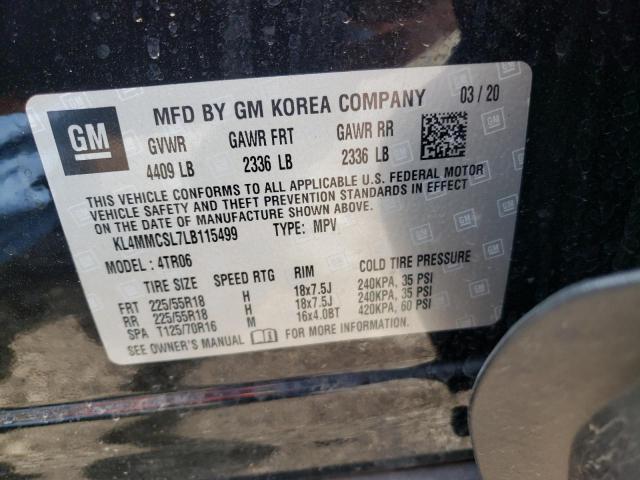 GM
MFD BY GM KOREA COMPANY 03/20
GVWR GAWR FRT GAWR RR
4409 LB 2336 LB 2336 LB
THIS VEHICLE CONFORMS TO ALL APPLICABLE U.S. FEDERAL MOTOR
VEHICLE SAFETY AND THEFT PREVENTION STANDARDS IN EFFECT
ON THE DATE OF MANUFACTURE SHOWN ABOVE.
KL4MMCSL7LB115499 TYPE: MPV
MODEL: 4TR06
TIRE SIZE SPEED RTG RIM COLD TIRE PRESSURE
FRT 225/55R18 H 18x7.5J 240KPA, 35 PSI
RR 225/55R18 H 18x7.5J 240KPA, 35 PSI
SPA T125/70R16 M 16x4.0BT 420KPA, 60 PSI
SEE OWNER'S MANUAL